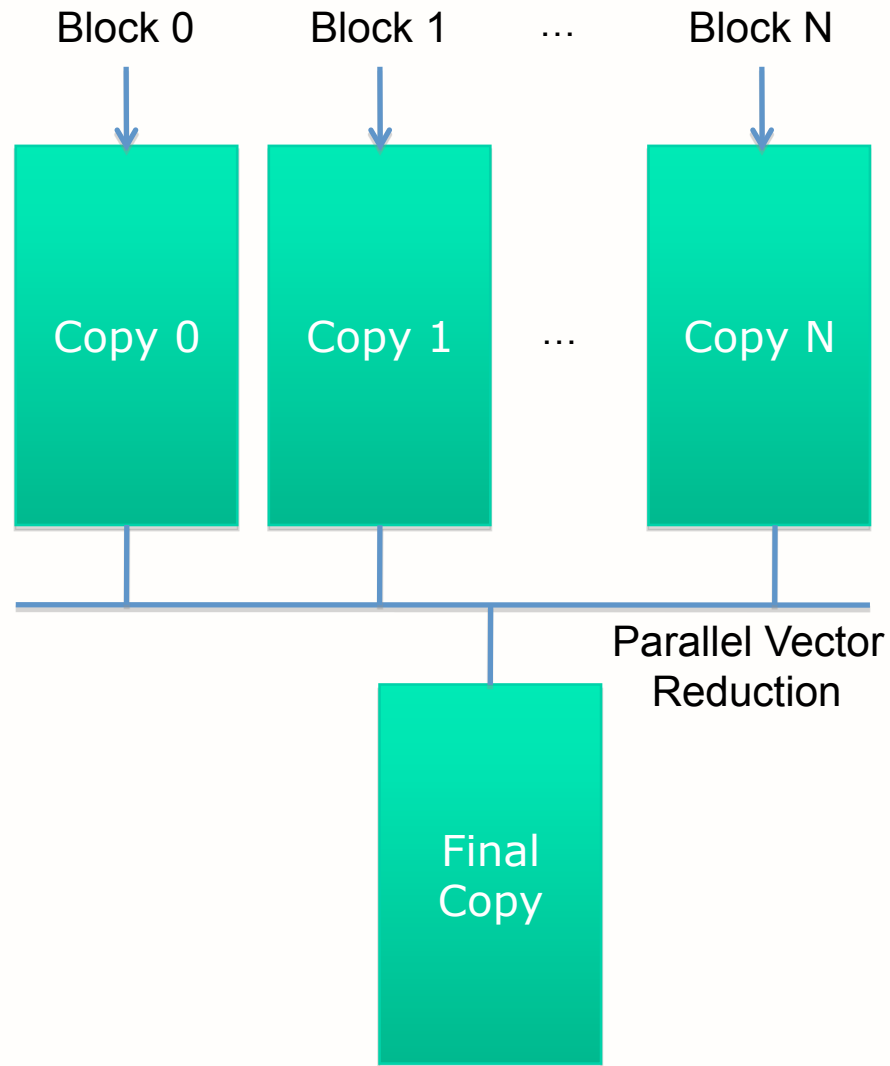 Block 0 Block 1 … Block N
Copy 0 Copy 1 … Copy N
Parallel Vector
Reduction
Final
Copy